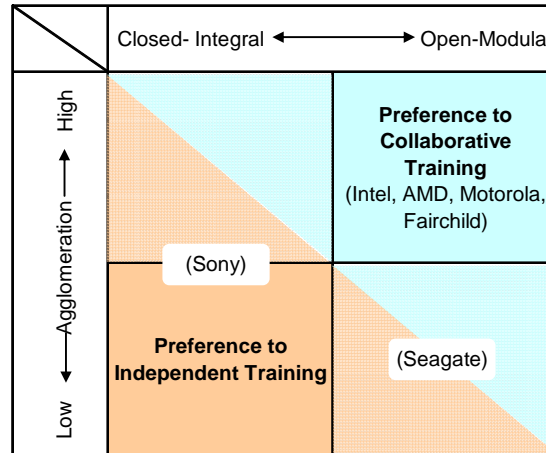 Closed- Integral
Open-Modula
High
Agglomeration
Low
Preference to
Collaborative
Training
(Intel, AMD, Motorola,
Fairchild)
(Sony)
Preference to
Independent Training
(Seagate)